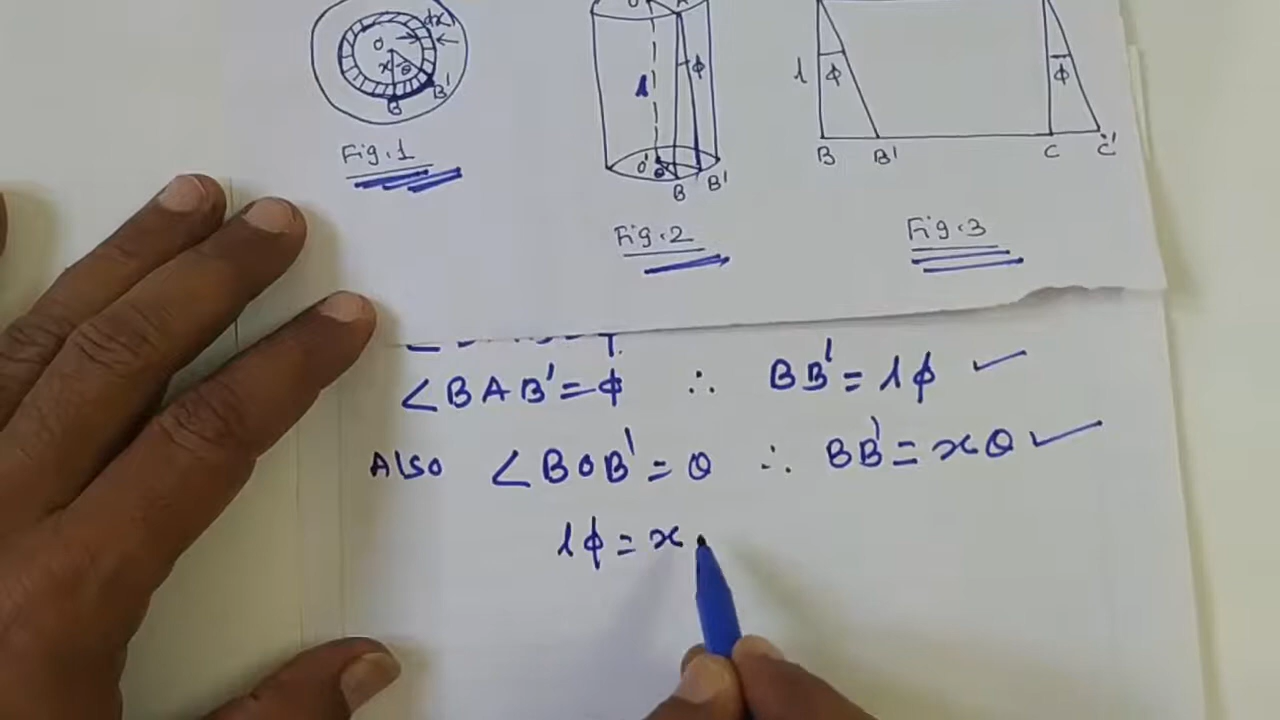 dx
O
x θ
B B'
Fig.1
l φ
O'
θ
B B'
Fig.2
l φ φ
B B' C C'
Fig.3
∠BAB' = φ ∴ BB' = lφ ✓
Also ∠BOB' = θ ∴ BB' = xθ ✓
lφ = x